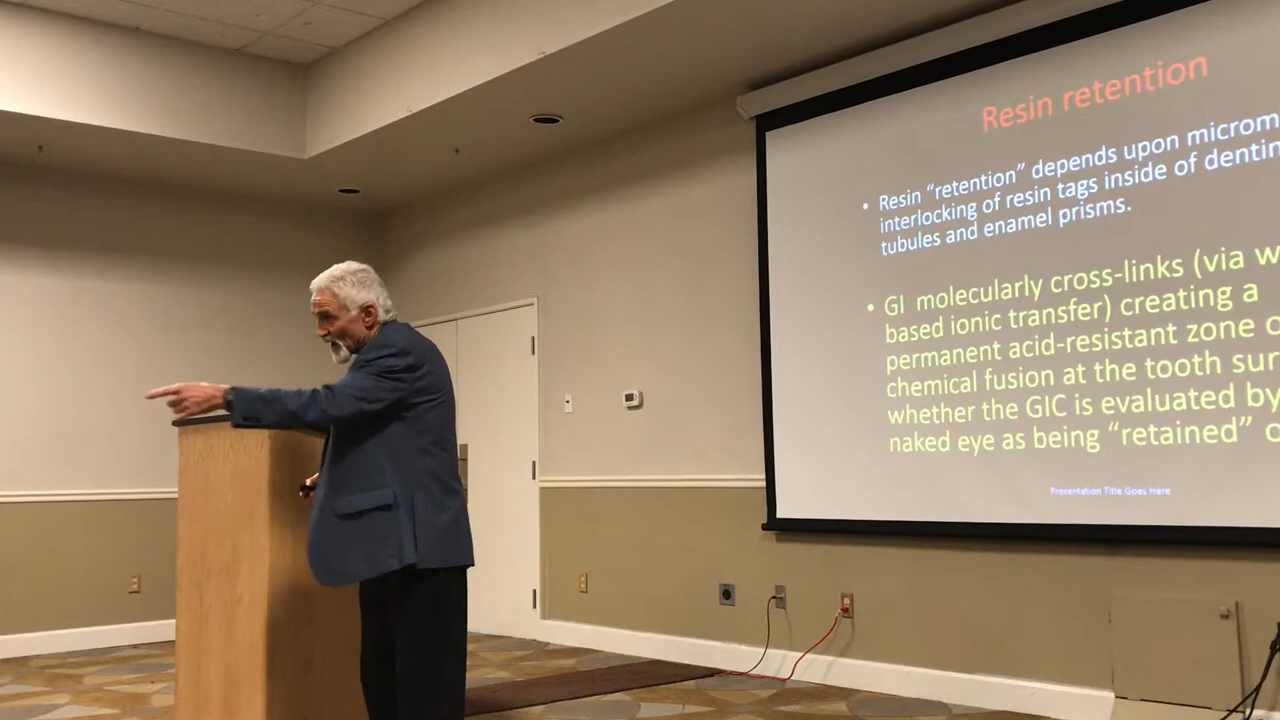 Resin retention
• Resin “retention” depends upon microm
interlocking of resin tags inside of dentin
tubules and enamel prisms.
• GI molecularly cross-links (via w
based ionic transfer) creating a
permanent acid-resistant zone o
chemical fusion at the tooth sur
whether the GIC is evaluated by
naked eye as being “retained” o
Presentation Title Goes Here